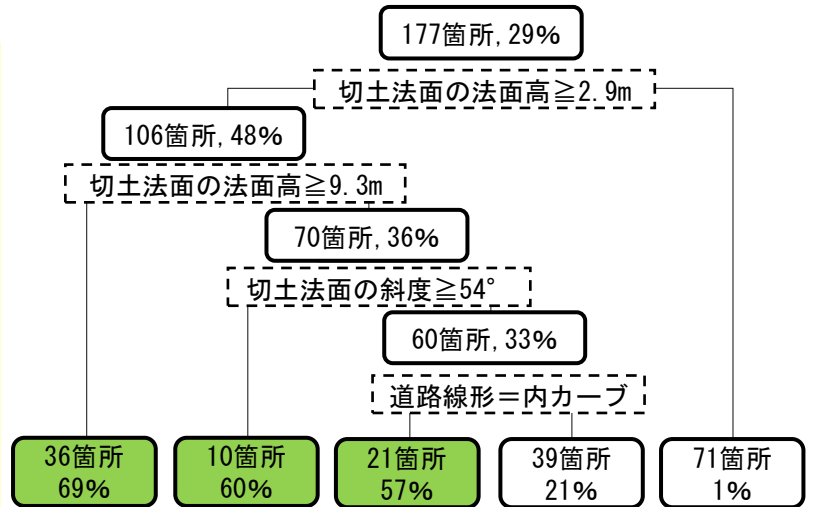 177箇所, 29%
切土法面の法面高≧2.9m
106箇所, 48%
切土法面の法面高≧9.3m
70箇所, 36%
切土法面の斜度≧54°
60箇所, 33%
道路線形＝内カーブ
36箇所
69%
10箇所
60%
21箇所
57%
39箇所
21%
71箇所
1%